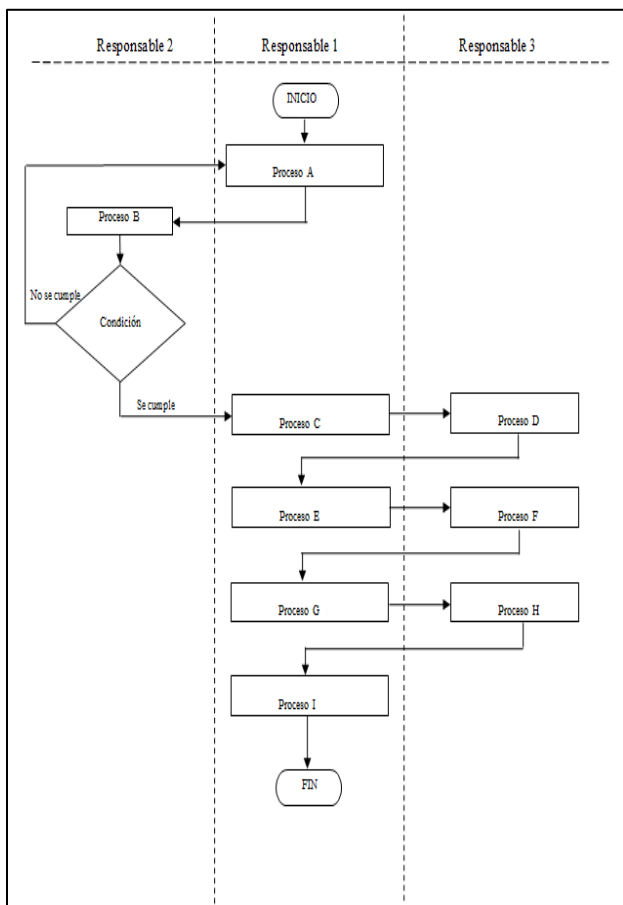 Responsable 2
Responsable 1
Responsable 3
INICIO
Proceso A
Proceso B
No se cumple
Condición
Se cumple
Proceso C
Proceso D
Proceso E
Proceso F
Proceso G
Proceso H
Proceso I
FIN